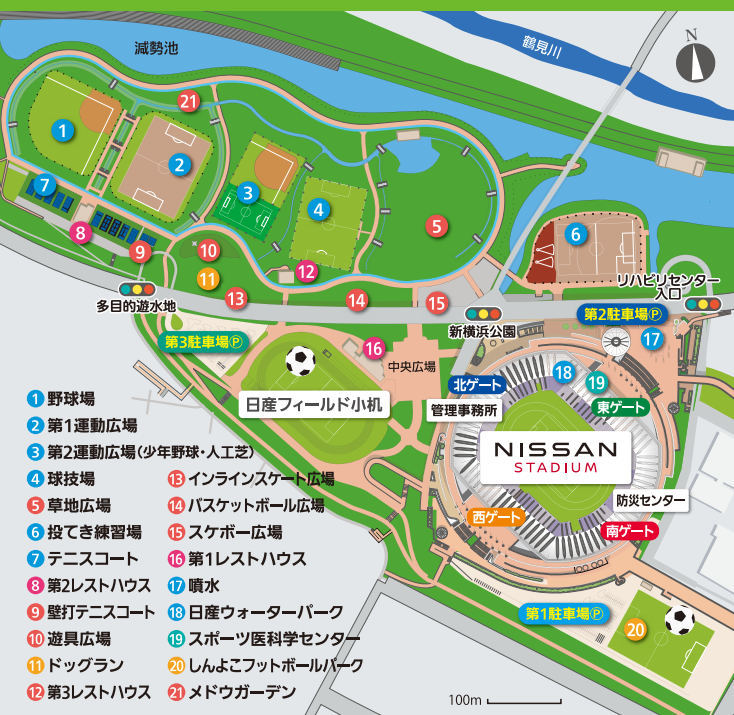 減勢池
鶴見川
N
21
1
2
3
4
5
6
7
8
9
10
11
12
13
14
15
多目的遊水地
新横浜公園
リハビリセンター
入口
第2駐車場Ⓟ
17
第3駐車場Ⓟ
16
中央広場
日産フィールド小机
北ゲート
18
19
管理事務所
東ゲート
NISSAN
STADIUM
防災センター
西ゲート
南ゲート
第1駐車場Ⓟ
20
1 野球場
2 第1運動広場
3 第2運動広場(少年野球・人工芝)
4 球技場
5 草地広場
6 投てき練習場
7 テニスコート
8 第2レストハウス
9 壁打テニスコート
10 遊具広場
11 ドッグラン
12 第3レストハウス
13 インラインスケート広場
14 バスケットボール広場
15 スケボー広場
16 第1レストハウス
17 噴水
18 日産ウォーターパーク
19 スポーツ医科学センター
20 しんよこフットボールパーク
21 メドウガーデン
100m